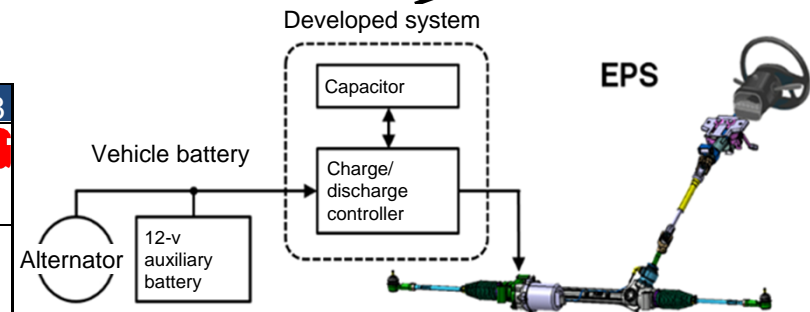 Developed system
EPS
Capacitor
Vehicle battery
Charge/
discharge
controller
Alternator
12-v
auxiliary
battery